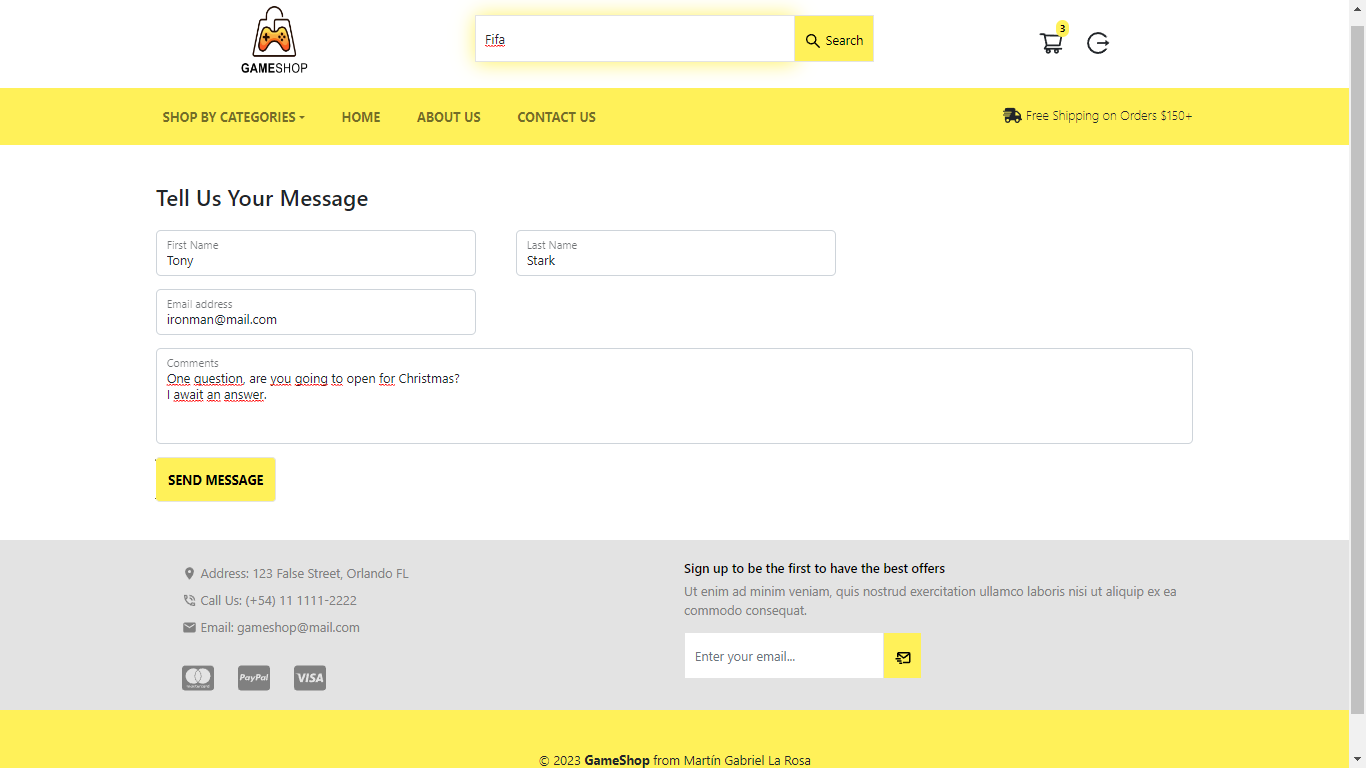 GAMESHOP
Fifa
Search
3
SHOP BY CATEGORIES
HOME
ABOUT US
CONTACT US
Free Shipping on Orders $150+
Tell Us Your Message
First Name
Tony
Last Name
Stark
Email address
ironman@mail.com
Comments
One question, are you going to open for Christmas?
I await an answer.
SEND MESSAGE
Address: 123 False Street, Orlando FL
Call Us: (+54) 11 1111-2222
Email: gameshop@mail.com
mastercard
PayPal
VISA
Sign up to be the first to have the best offers
Ut enim ad minim veniam, quis nostrud exercitation ullamco laboris nisi ut aliquip ex ea
commodo consequat.
Enter your email...
© 2023 GameShop from Martín Gabriel La Rosa